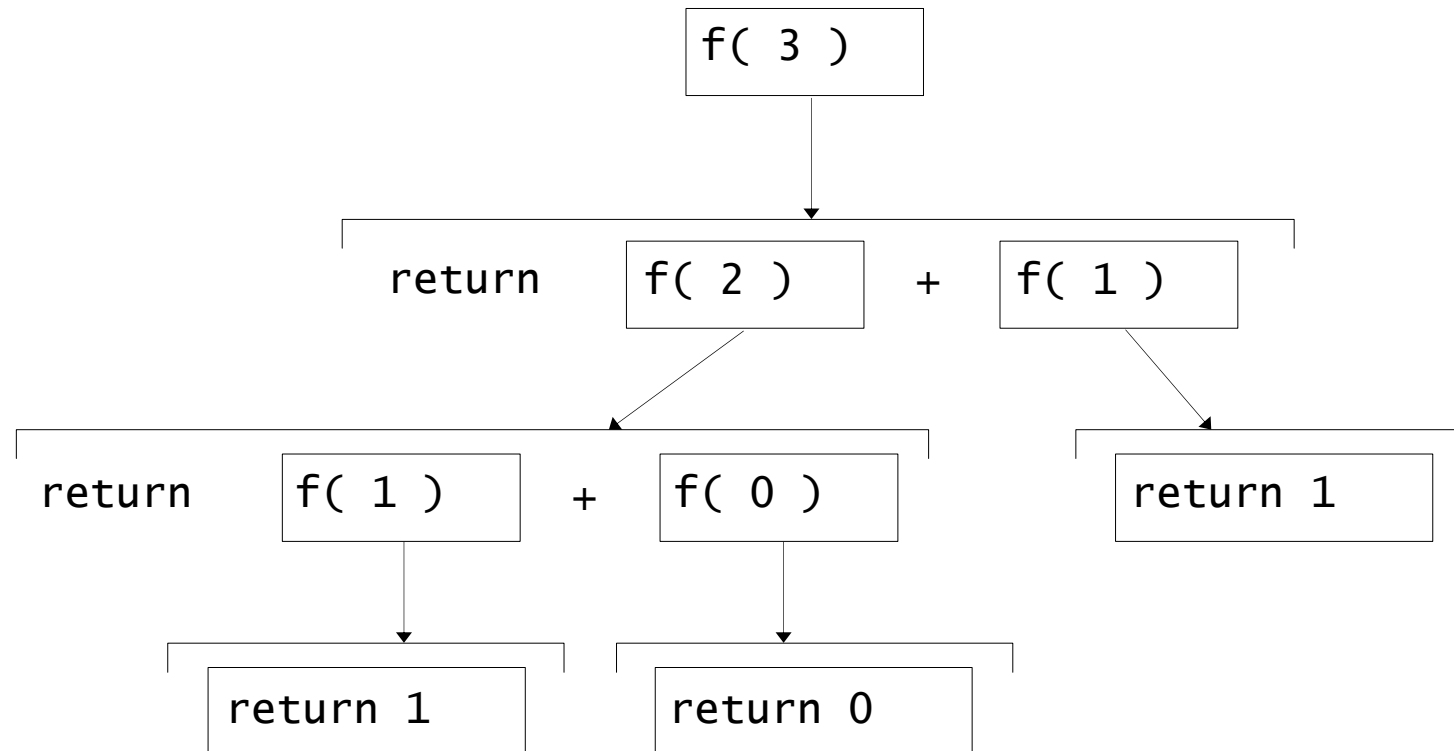 f( 3 )
return f( 2 ) + f( 1 )
return f( 1 ) + f( 0 ) return 1
return 1 return 0